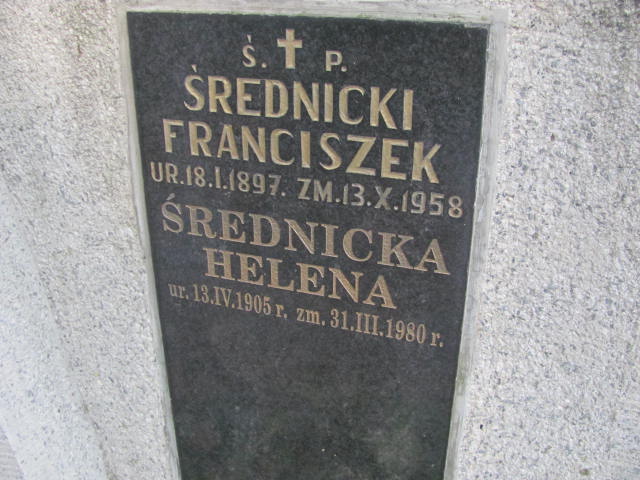 Ś. P.
ŚREDNICKI
FRANCISZEK
UR.18.I.1897. ZM.13.X.1958
ŚREDNICKA
HELENA
ur. 13.IV.1905 r. zm. 31.III.1980 r.